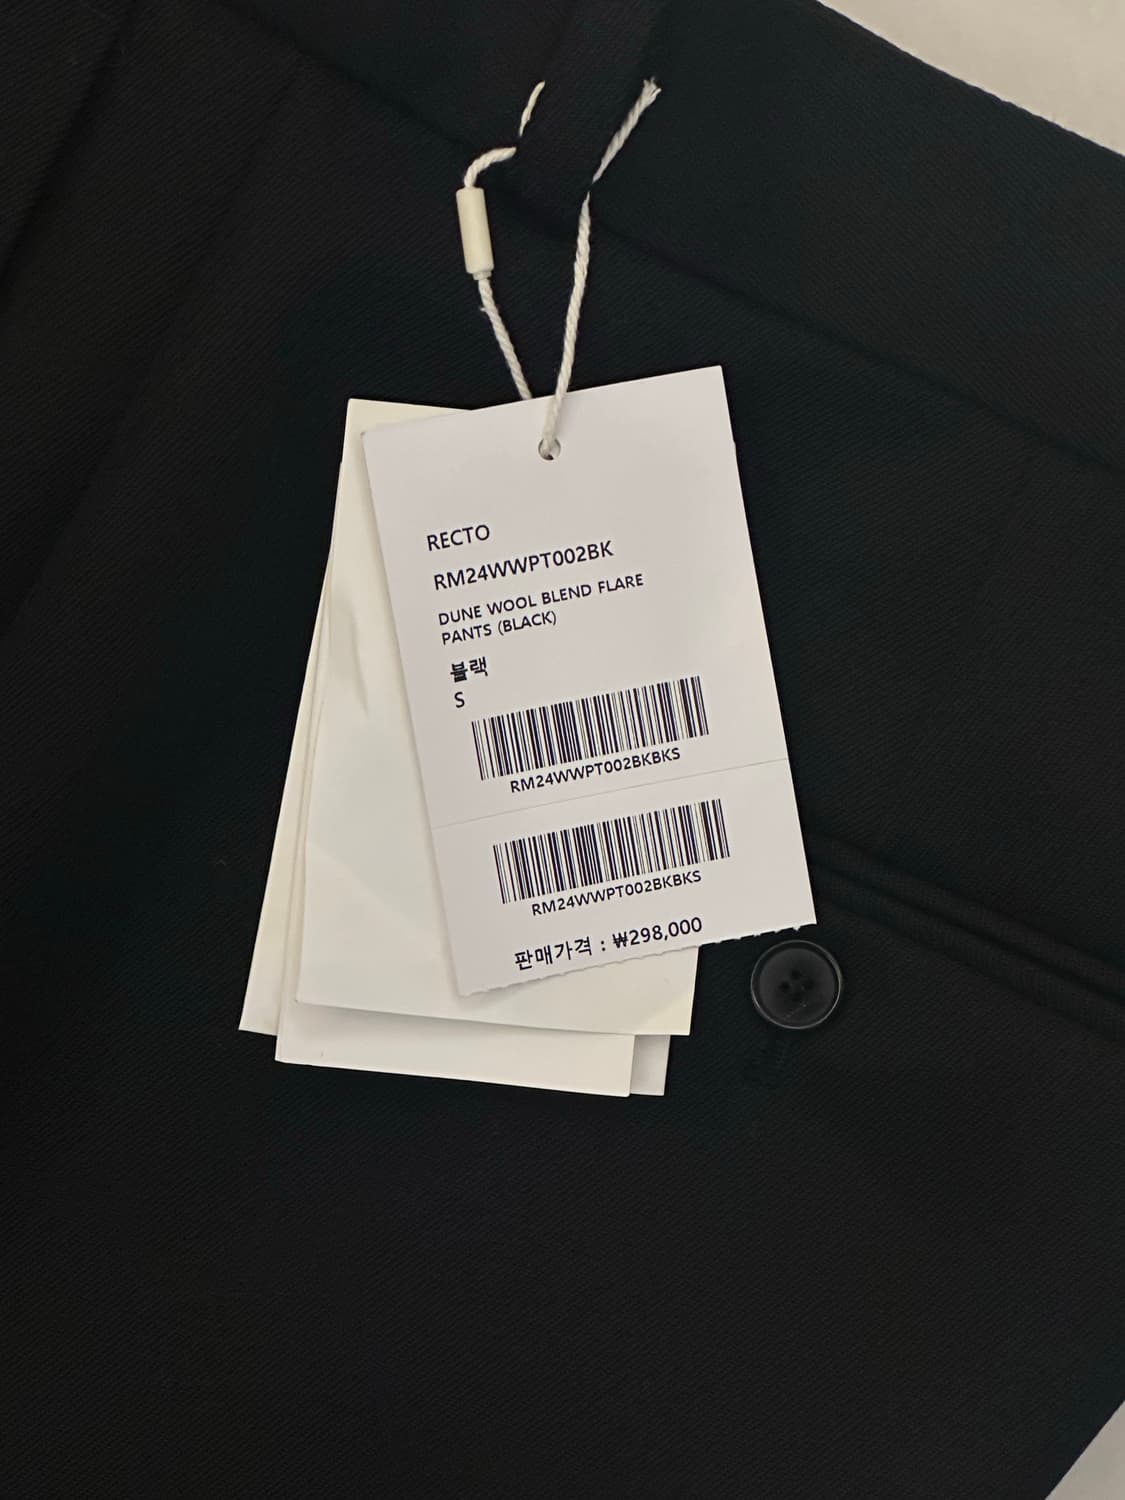 RECTO
RM24WWPT002BK
DUNE WOOL BLEND FLARE
PANTS (BLACK)
블랙
S
RM24WWPT002BKBKS
RM24WWPT002BKBKS
판매가격 : ₩298,000